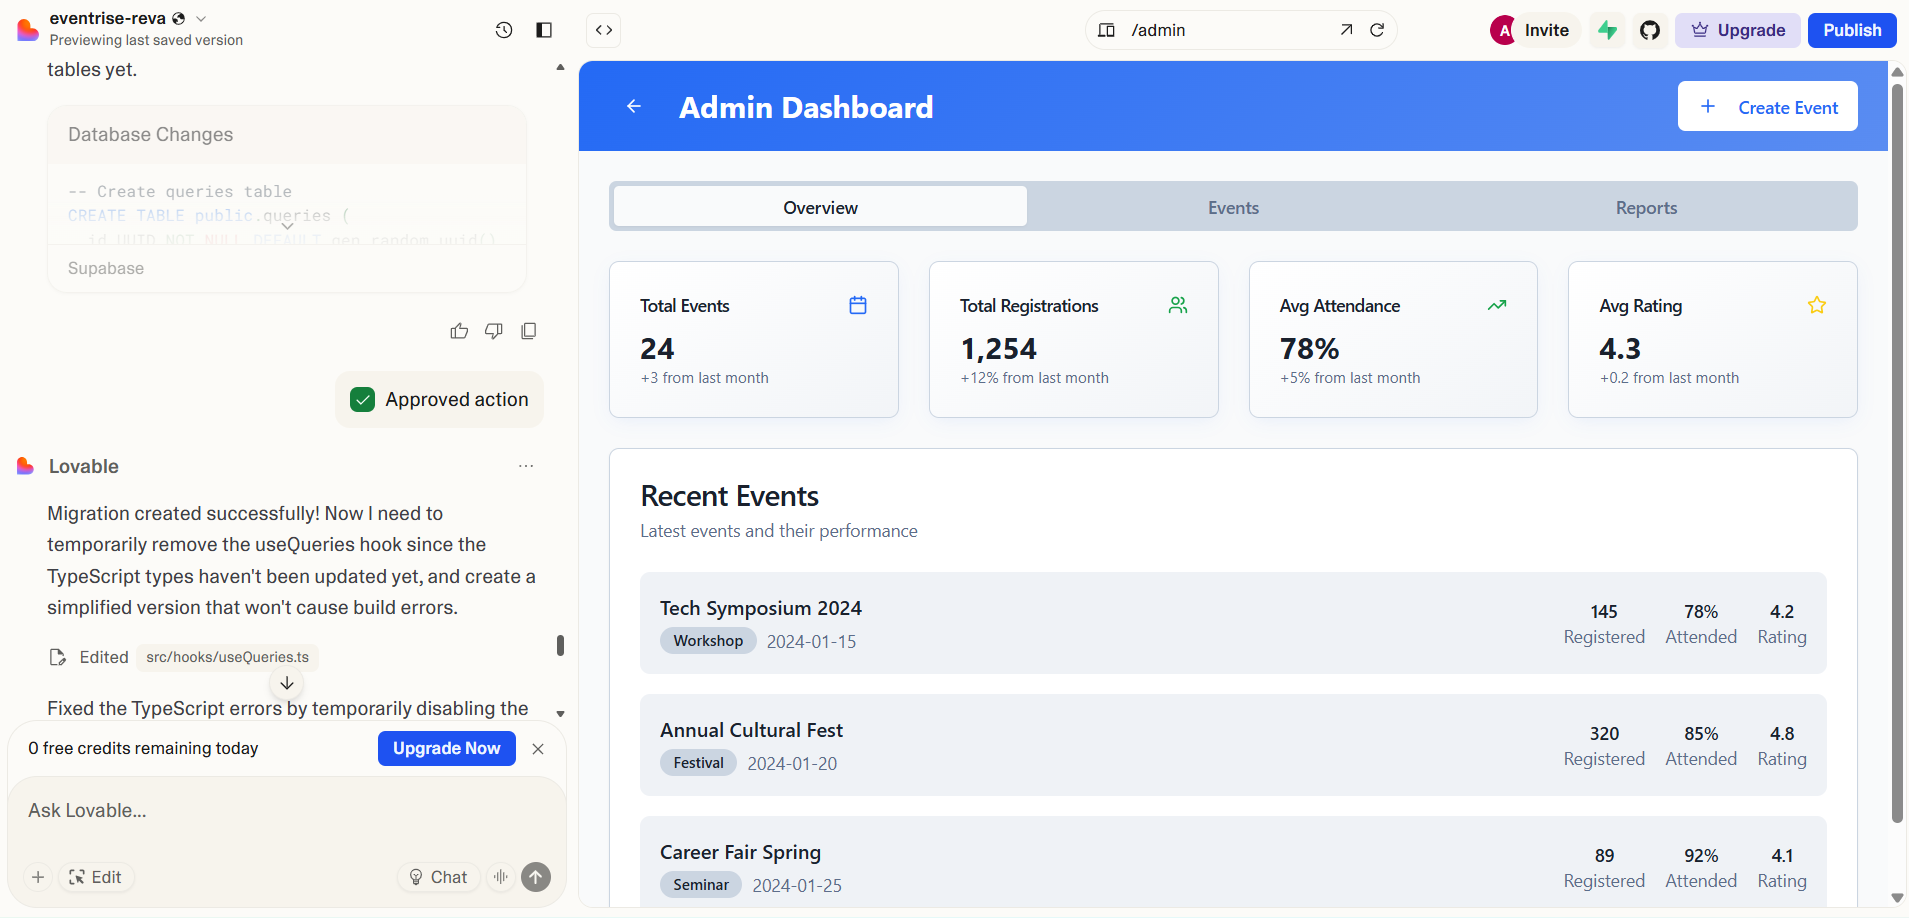 eventrise-reva
Previewing last saved version
/admin
A
Invite
Upgrade
Publish
tables yet.
Database Changes
-- Create queries table
CREATE TABLE public.queries (
id UUID NOT NULL DEFAULT gen_random_uuid()
Supabase
Approved action
Lovable
Migration created successfully! Now I need to
temporarily remove the useQueries hook since the
TypeScript types haven't been updated yet, and create a
simplified version that won't cause build errors.
Edited src/hooks/useQueries.ts
Fixed the TypeScript errors by temporarily disabling the
0 free credits remaining today
Upgrade Now
Ask Lovable...
Edit
Chat
Admin Dashboard
Create Event
Overview
Events
Reports
Total Events
24
+3 from last month
Total Registrations
1,254
+12% from last month
Avg Attendance
78%
+5% from last month
Avg Rating
4.3
+0.2 from last month
Recent Events
Latest events and their performance
Tech Symposium 2024
Workshop 2024-01-15
145 78% 4.2
Registered Attended Rating
Annual Cultural Fest
Festival 2024-01-20
320 85% 4.8
Registered Attended Rating
Career Fair Spring
Seminar 2024-01-25
89 92% 4.1
Registered Attended Rating